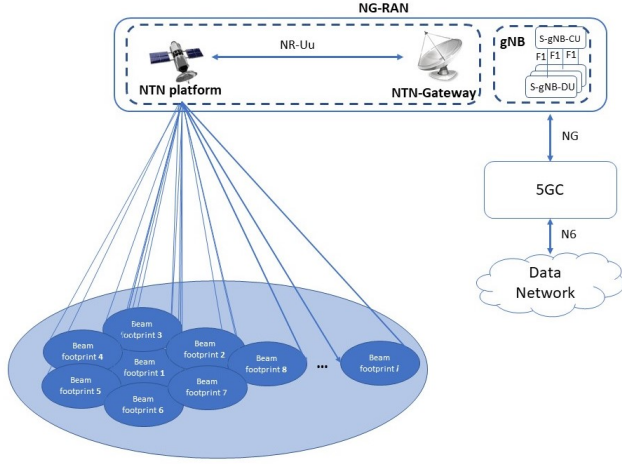 NG-RAN
NR-Uu
NTN platform
NTN-Gateway
gNB
S-gNB-CU
F1 F1 F1
S-gNB-DU
NG
5GC
N6
Data
Network
Beam
footprint 3
Beam
footprint 4
Beam
footprint 2
Beam
footprint 1
Beam
footprint 8
...
Beam
footprint i
Beam
footprint 5
Beam
footprint 7
Beam
footprint 6